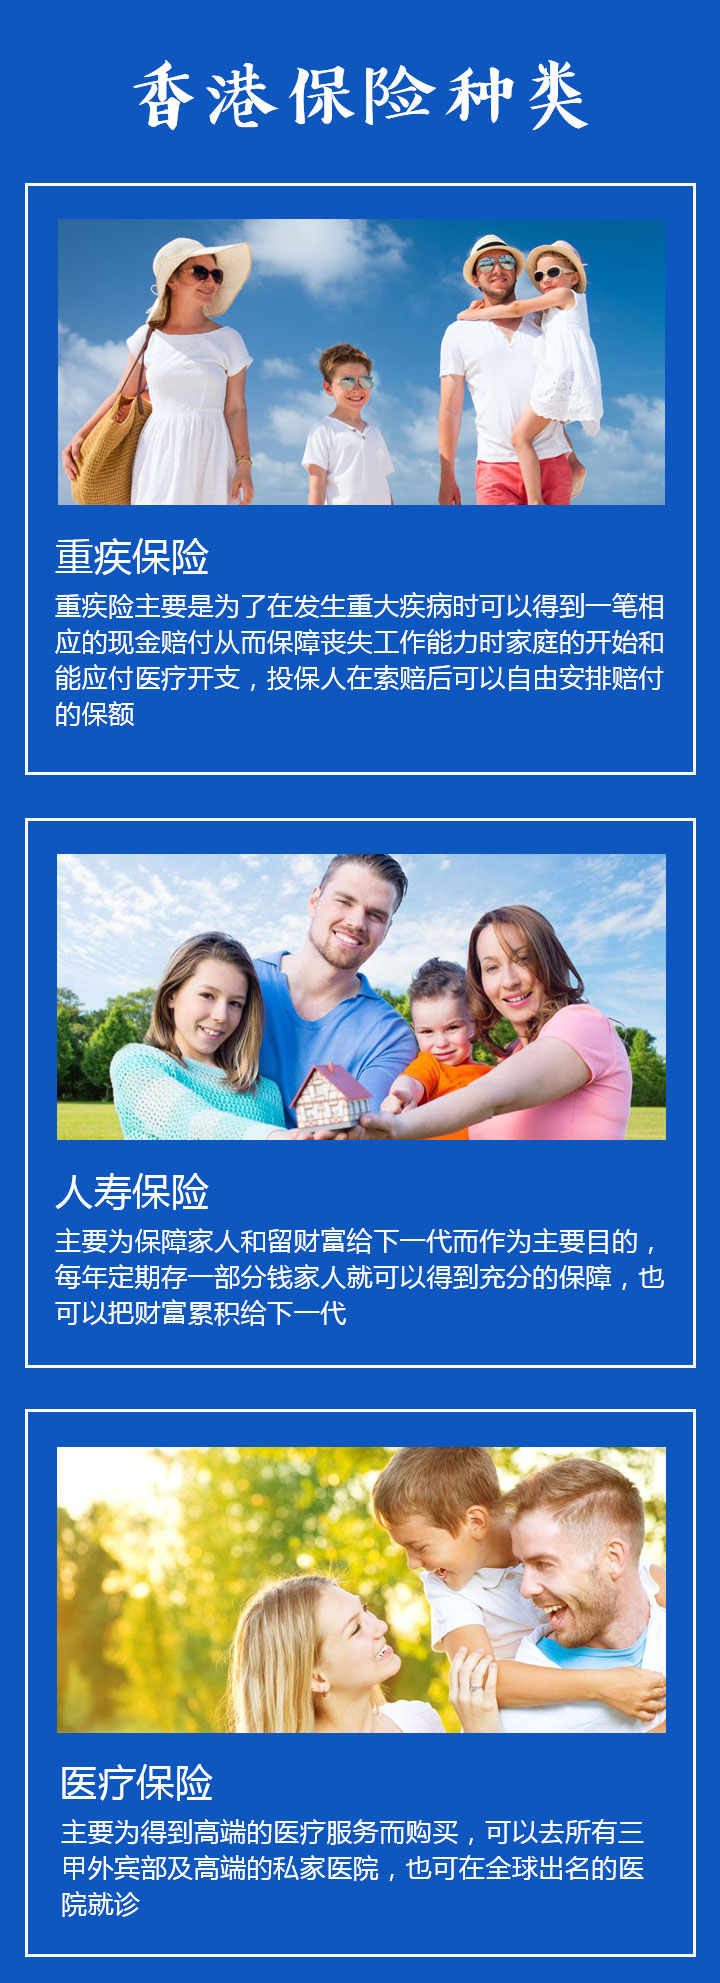 香港保险种类
重疾保险
重疾险主要是为了在发生重大疾病时可以得到一笔相
应的现金赔付从而保障丧失工作能力时家庭的开始和
能应付医疗开支，投保人在索赔后可以自由安排赔付
的保额
人寿保险
主要为保障家人和留财富给下一代而作为主要目的，
每年定期存一部分钱家人就可以得到充分的保障，也
可以把财富累积给下一代
医疗保险
主要为得到高端的医疗服务而购买，可以去所有三
甲外宾部及高端的私家医院，也可在全球出名的医
院就诊